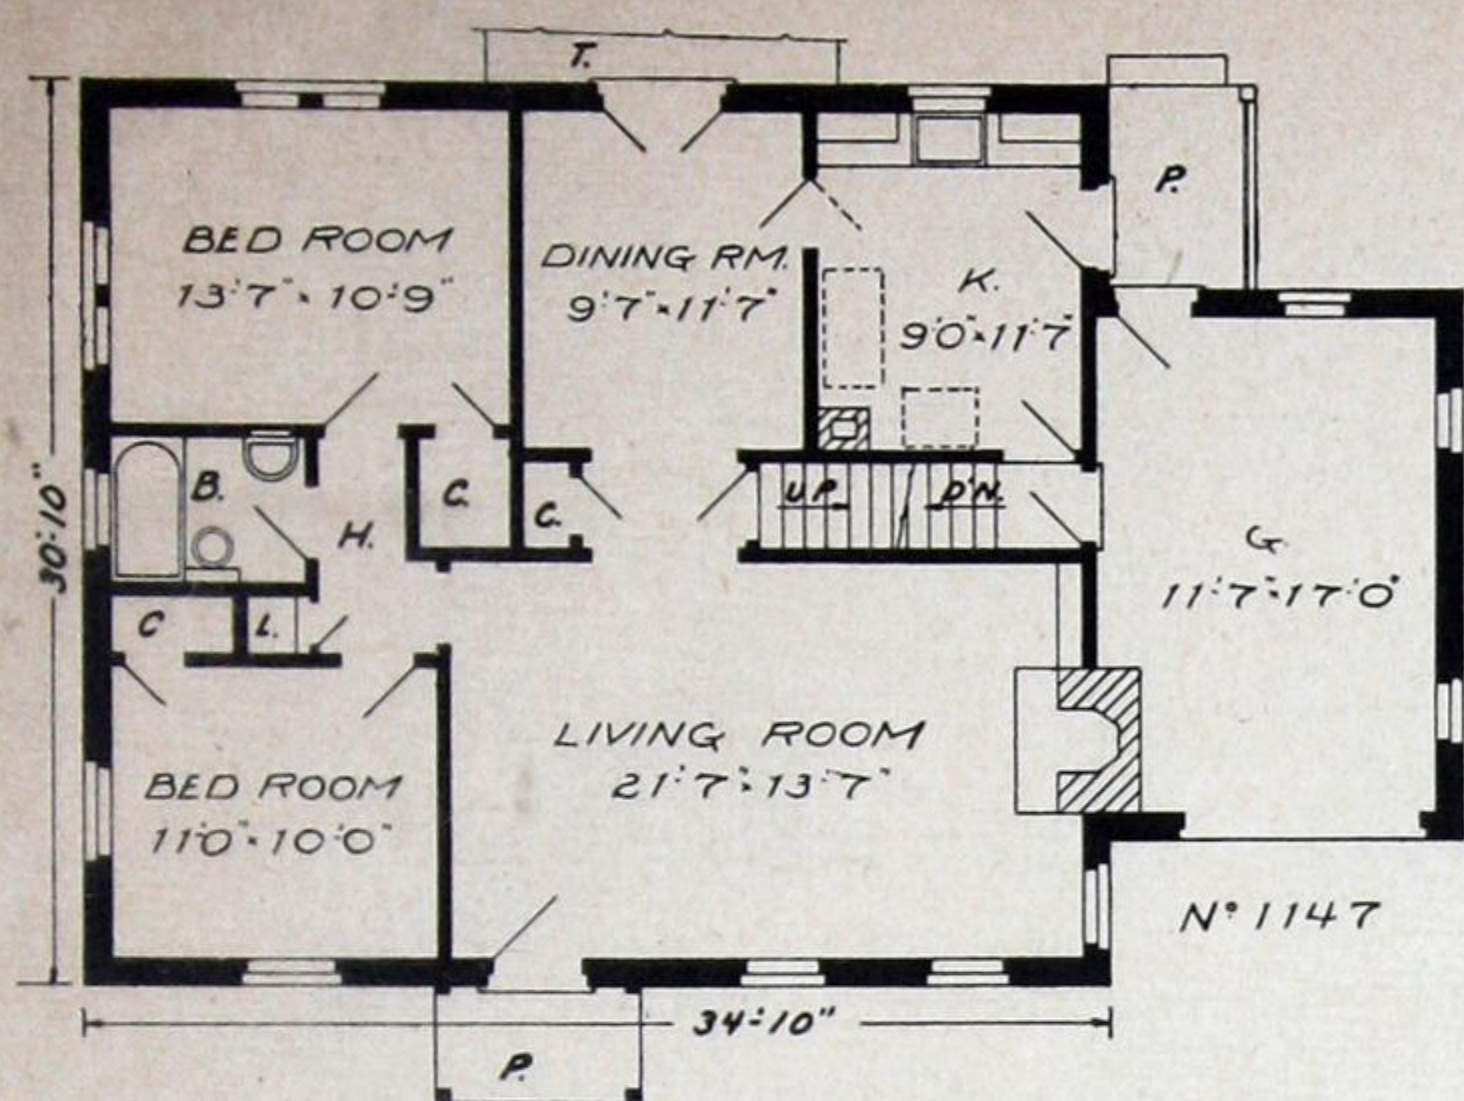 T.
P.
BED ROOM
13'-7" x 10'-9"
DINING RM.
9'-7" x 11'-7"
K.
9'-0" x 11'-7"
B.
H.
C.
C.
UP.
D'N.
30'-10"
G.
11'-7" x 17'-0"
C
L.
LIVING ROOM
21'-7" x 13'-7"
BED ROOM
11'-0" x 10'-0"
Nº 1147
34'-10"
P.